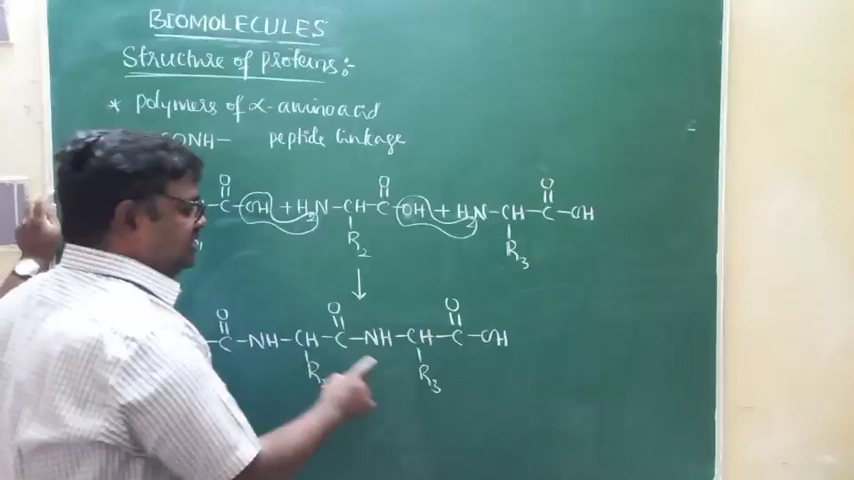 BIOMOLECULES
Structure of proteins:-
* Polymers of α-amino acid
CONH— peptide linkage
O O O
—C—OH + H₂N—CH—C—OH + H₂N—CH—C—OH
R₂ R₃
↓
O O O
—C—NH—CH—C—NH—CH—C—OH
R₂ R₃